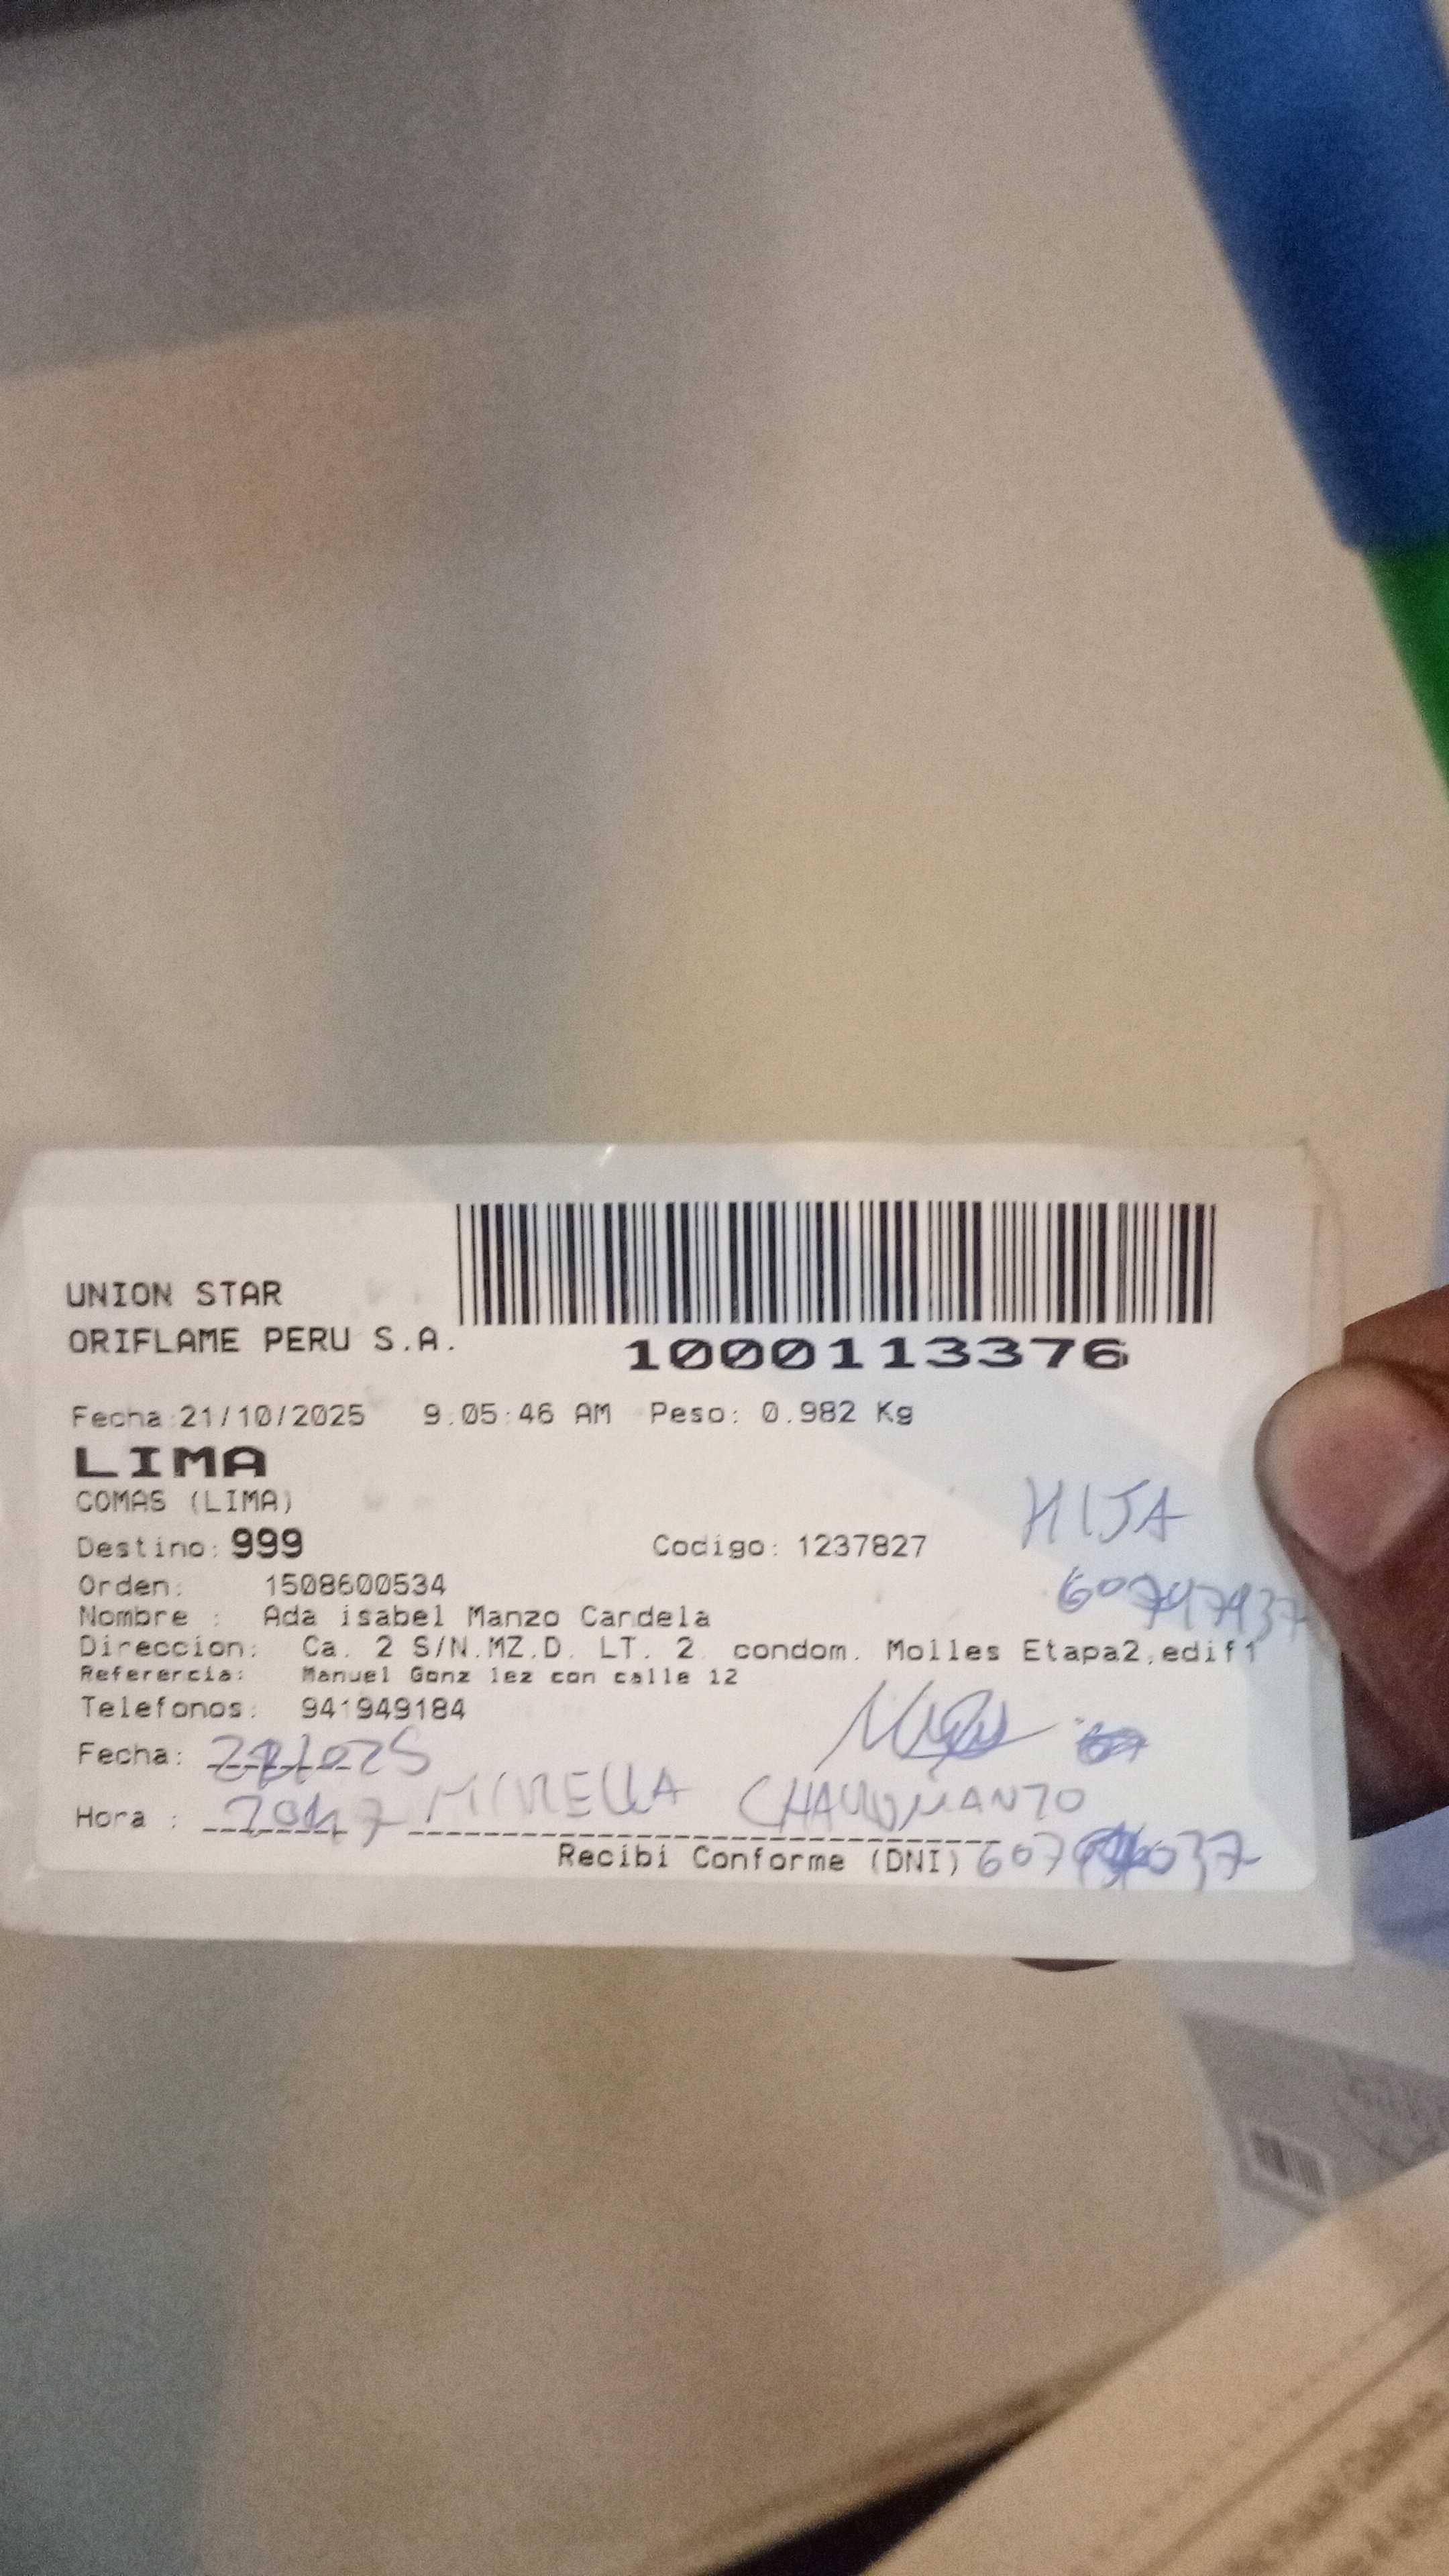 UNION STAR
ORIFLAME PERU S.A.
1000113376
Fecha:21/10/2025 9:05:46 AM Peso: 0.982 Kg
LIMA
COMAS (LIMA)
HIJA
Destino: 999 Codigo: 1237827
Orden: 1508600534
Nombre : Ada isabel Manzo Candela
Direccion: Ca. 2 S/N.MZ.D. LT. 2 condom. Molles Etapa2,edif1
Referercia: Manuel Gonz lez con calle 12
Telefonos: 941949184
Fecha:
Hora :
MIRELLA
Recibi Conforme (DNI)